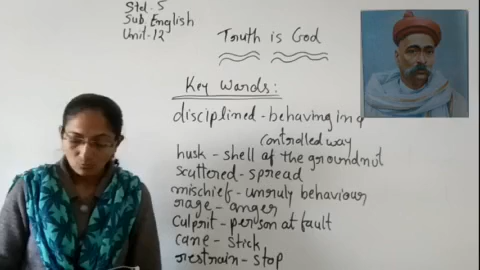 Std. 5
Sub. English
Unit-12
Truth is God
Key Words:
disciplined - behaving in a
controlled way
husk - shell of the groundnut
scattered - spread
mischief - unruly behaviour
rage - anger
culprit - person at fault
cane - stick
restrain - stop